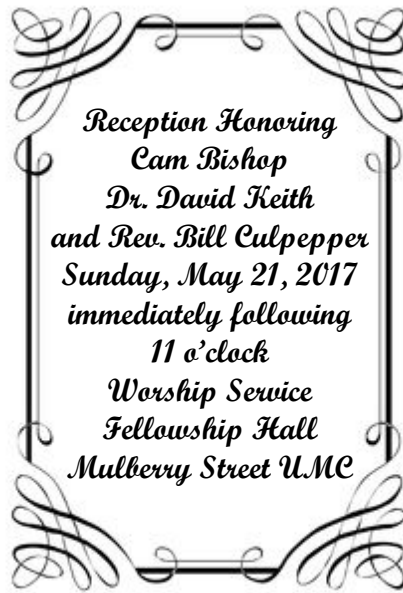 Reception Honoring
Cam Bishop
Dr. David Keith
and Rev. Bill Culpepper
Sunday, May 21, 2017
immediately following
11 o'clock
Worship Service
Fellowship Hall
Mulberry Street UMC